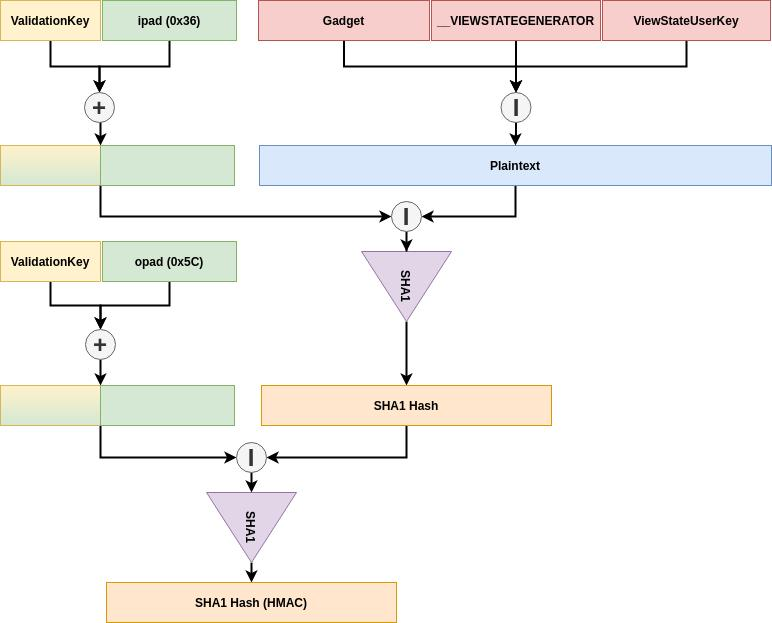 ValidationKey
ipad (0x36)
Gadget
__VIEWSTATEGENERATOR
ViewStateUserKey
+
|
Plaintext
|
ValidationKey
opad (0x5C)
SHA1
+
SHA1 Hash
|
SHA1
SHA1 Hash (HMAC)